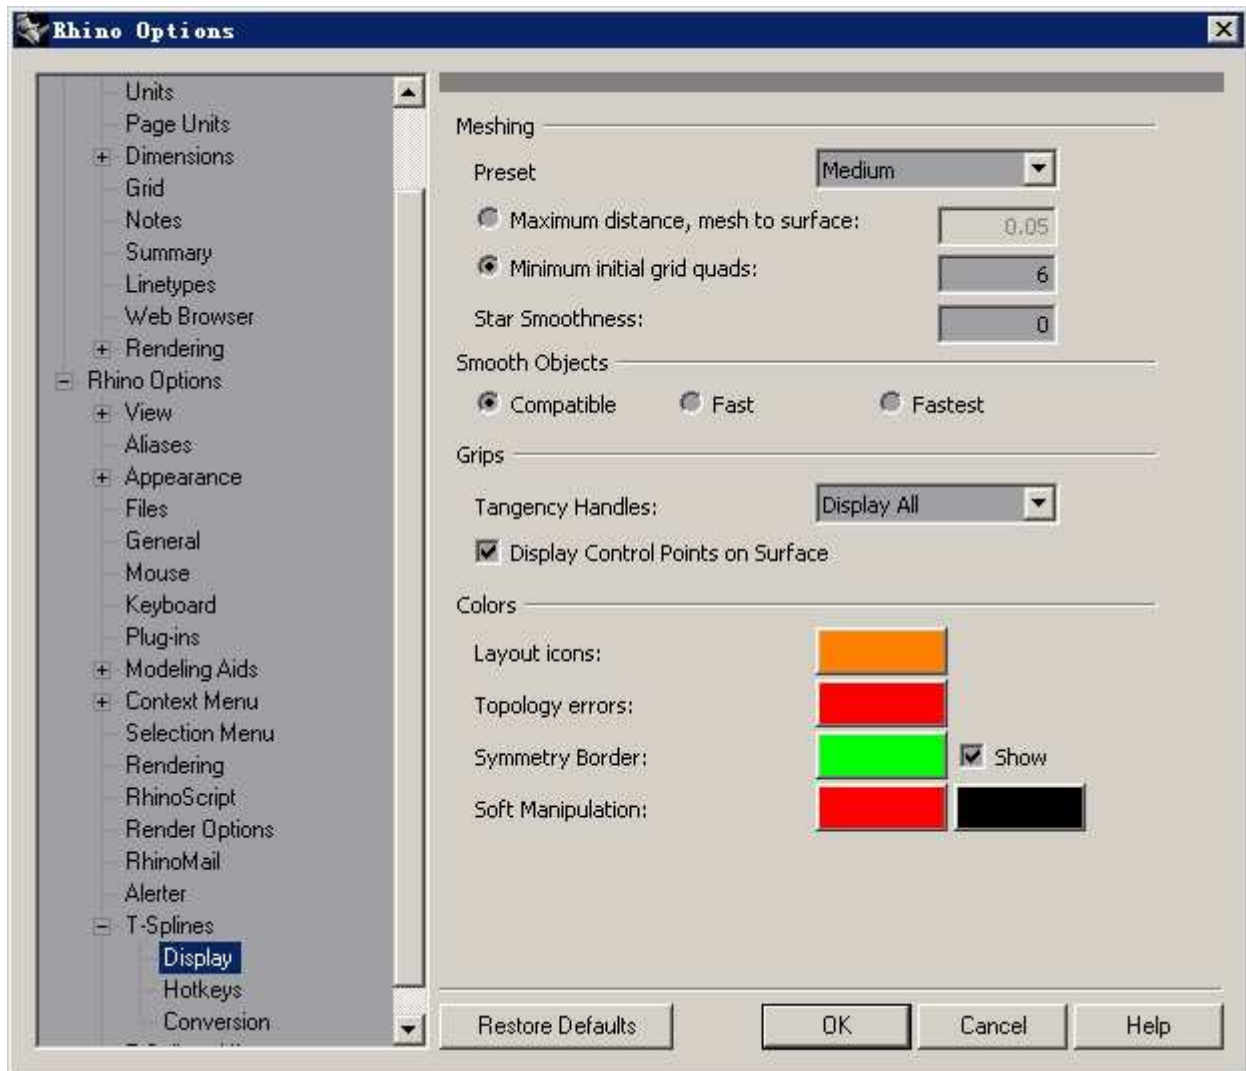 Rhino Options
Units
Page Units
Dimensions
Grid
Notes
Summary
Linetypes
Web Browser
Rendering
Rhino Options
View
Aliases
Appearance
Files
General
Mouse
Keyboard
Plug-ins
Modeling Aids
Context Menu
Selection Menu
Rendering
RhinoScript
Render Options
RhinoMail
Alerter
T-Splines
Display
Hotkeys
Conversion
Meshing
Preset Medium
Maximum distance, mesh to surface: 0.05
Minimum initial grid quads: 6
Star Smoothness: 0
Smooth Objects
Compatible Fast Fastest
Grips
Tangency Handles: Display All
Display Control Points on Surface
Colors
Layout icons:
Topology errors:
Symmetry Border: Show
Soft Manipulation:
Restore Defaults OK Cancel Help